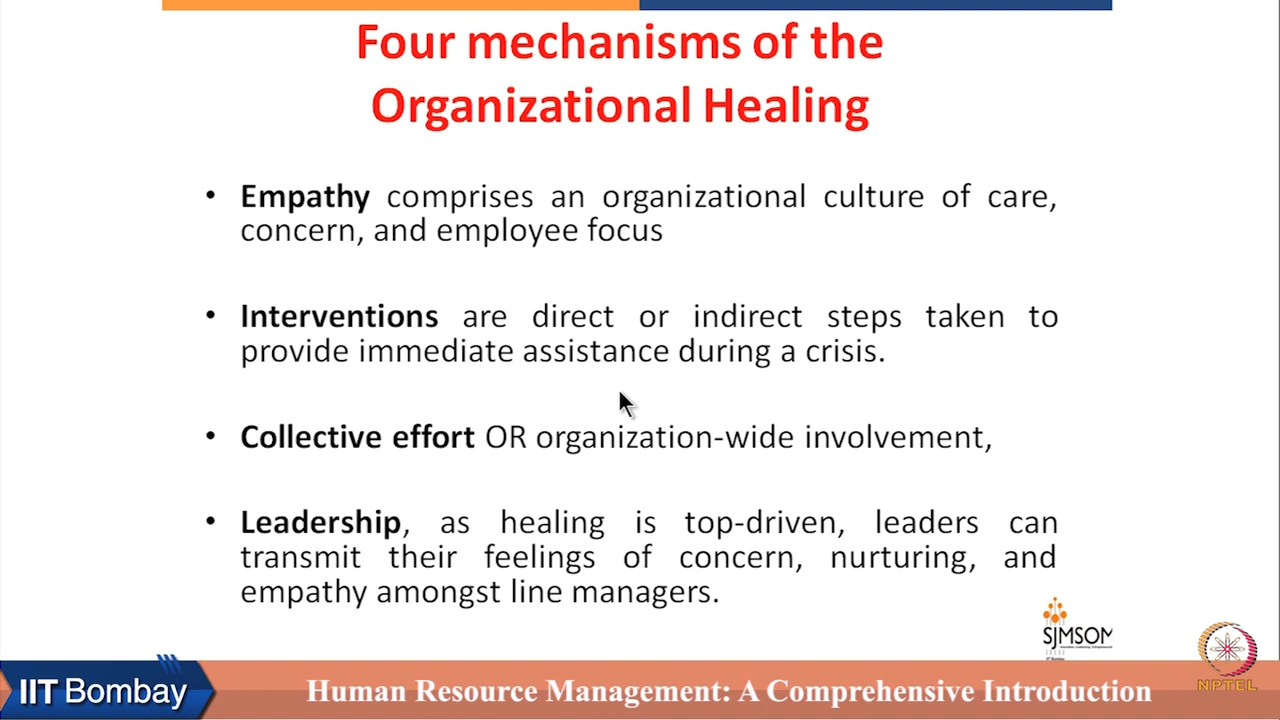 Four mechanisms of the
Organizational Healing
• Empathy comprises an organizational culture of care,
concern, and employee focus
• Interventions are direct or indirect steps taken to
provide immediate assistance during a crisis.
• Collective effort OR organization-wide involvement,
• Leadership, as healing is top-driven, leaders can
transmit their feelings of concern, nurturing, and
empathy amongst line managers.
SJMSOM
NPTEL
IIT Bombay
Human Resource Management: A Comprehensive Introduction